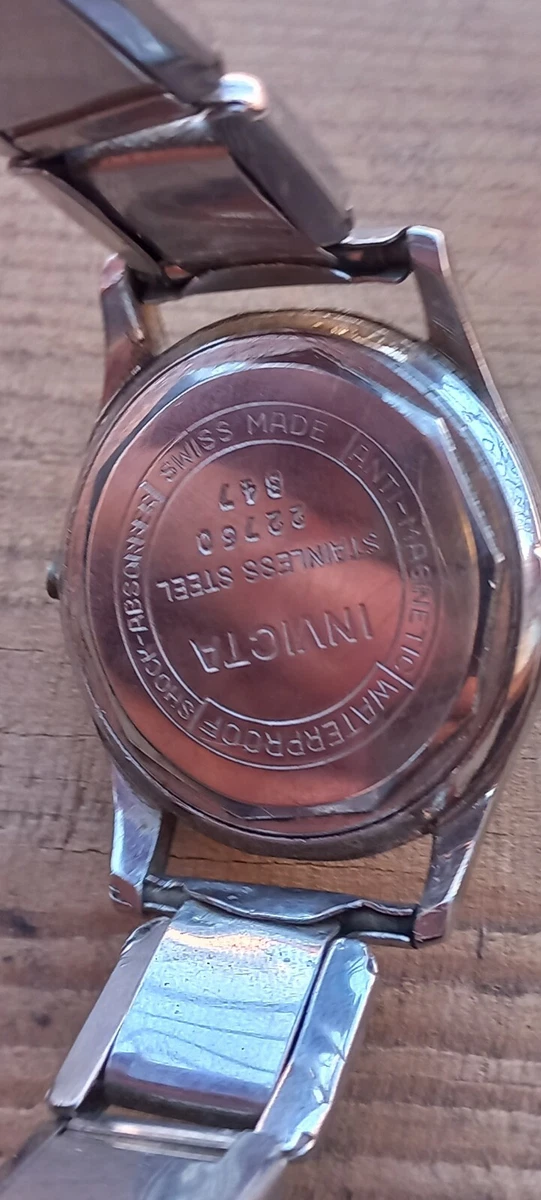 INVICTA
STAINLESS STEEL
22760
847
SWISS MADE
ANTI-MAGNETIC
WATERPROOF
SHOCK-ABSORBER